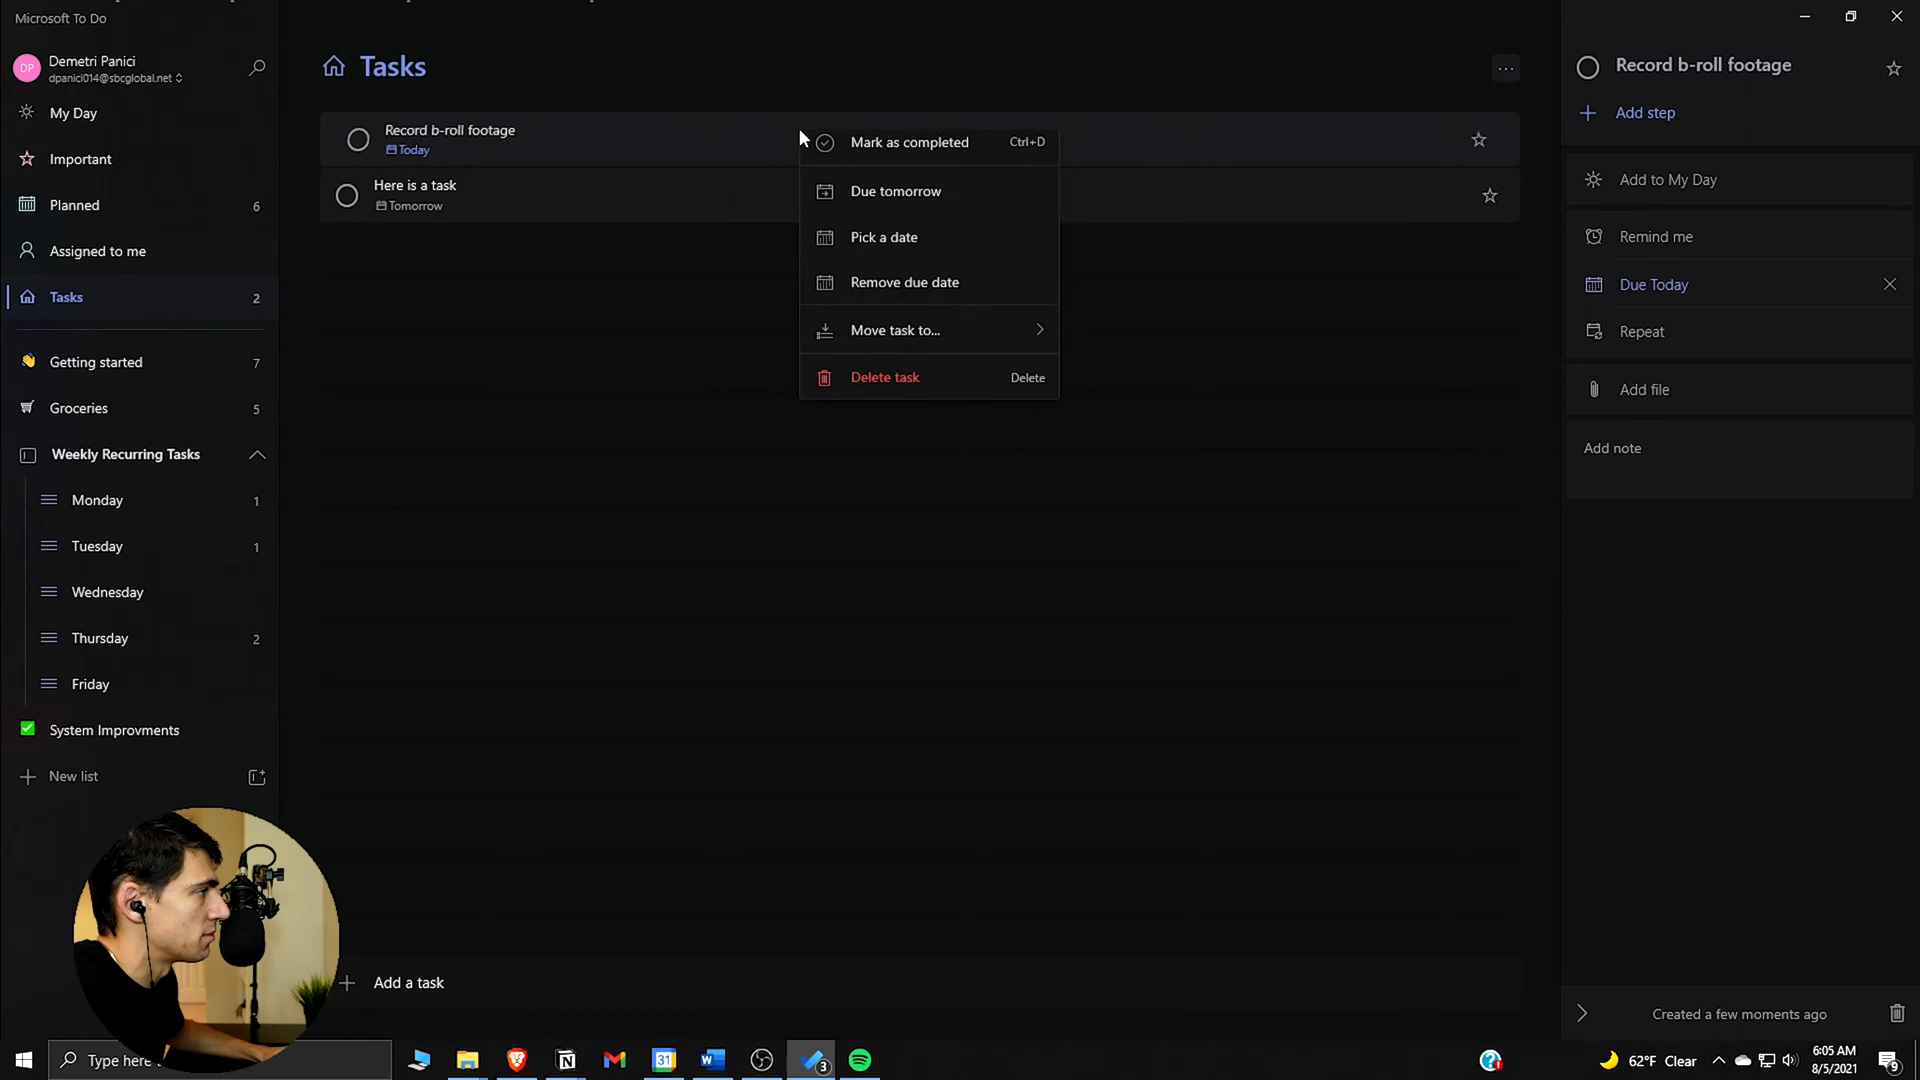 Microsoft To Do
DP
Demetri Panici
dpanici014@sbcglobal.net
My Day
Important
Planned 6
Assigned to me
Tasks 2
Getting started 7
Groceries 5
Weekly Recurring Tasks
Monday 1
Tuesday 1
Wednesday
Thursday 2
Friday
System Improvments
New list
Tasks
Record b-roll footage
Today
Here is a task
Tomorrow
Mark as completed Ctrl+D
Due tomorrow
Pick a date
Remove due date
Move task to...
Delete task Delete
Add a task
Record b-roll footage
Add step
Add to My Day
Remind me
Due Today
Repeat
Add file
Add note
Created a few moments ago
Type here
31
3
62°F Clear
6:05 AM
8/5/2021
9